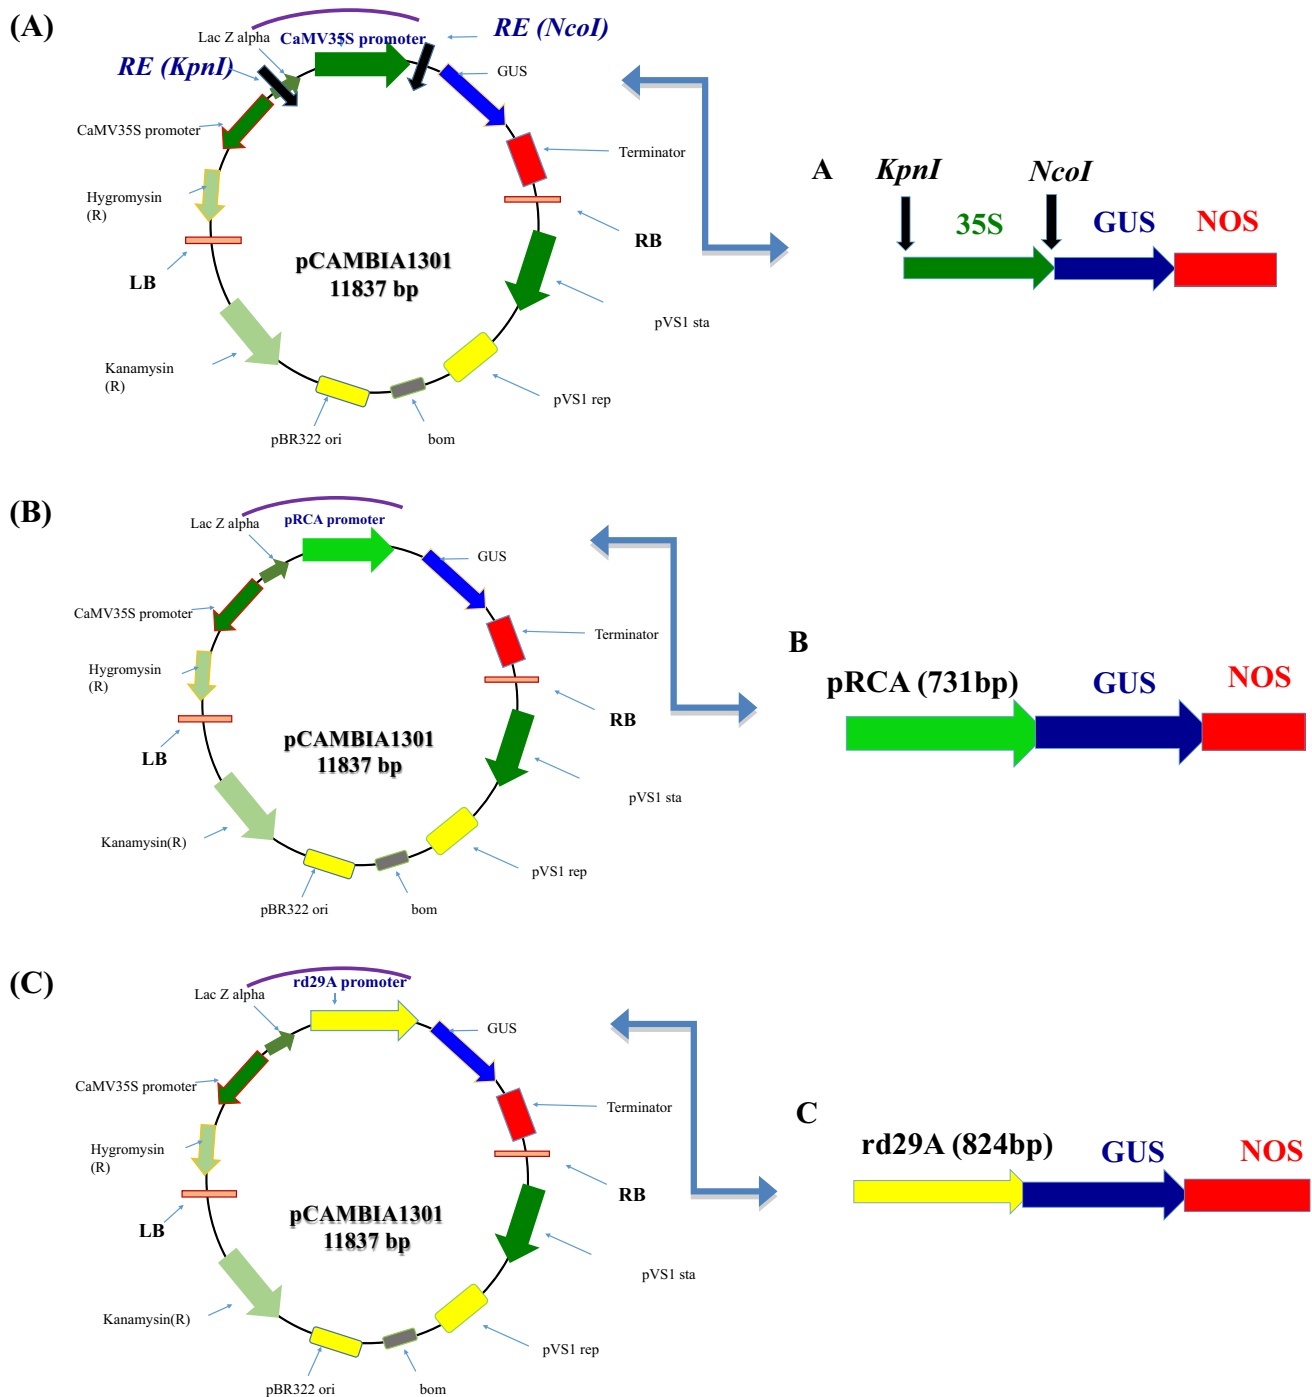 (A)
Lac Z alpha
CaMV35S promoter
RE (NcoI)
RE (KpnI)
GUS
CaMV35S promoter
Terminator
Hygromysin
(R)
RB
LB
pCAMBIA1301
11837 bp
pVS1 sta
Kanamysin
(R)
pVS1 rep
pBR322 ori
bom
A
KpnI
NcoI
35S
GUS
NOS
(B)
Lac Z alpha
pRCA promoter
GUS
CaMV35S promoter
Terminator
Hygromysin
(R)
RB
LB
pCAMBIA1301
11837 bp
pVS1 sta
Kanamysin(R)
pVS1 rep
pBR322 ori
bom
B
pRCA (731bp)
GUS
NOS
(C)
Lac Z alpha
rd29A promoter
GUS
CaMV35S promoter
Terminator
Hygromysin
(R)
RB
LB
pCAMBIA1301
11837 bp
pVS1 sta
Kanamysin(R)
pVS1 rep
pBR322 ori
bom
C
rd29A (824bp)
GUS
NOS